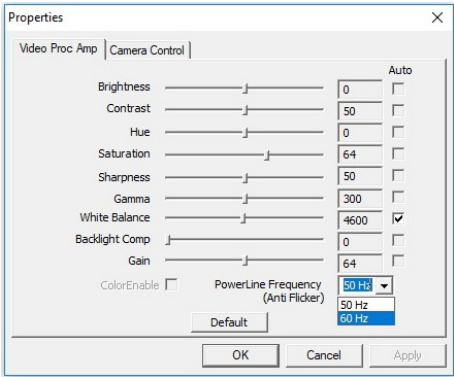 Properties
Video Proc Amp Camera Control
Auto
Brightness 0
Contrast 50
Hue 0
Saturation 64
Sharpness 50
Gamma 300
White Balance 4600
Backlight Comp 0
Gain 64
ColorEnable PowerLine Frequency 50 Hz
(Anti Flicker)
50 Hz
60 Hz
Default
OK Cancel Apply